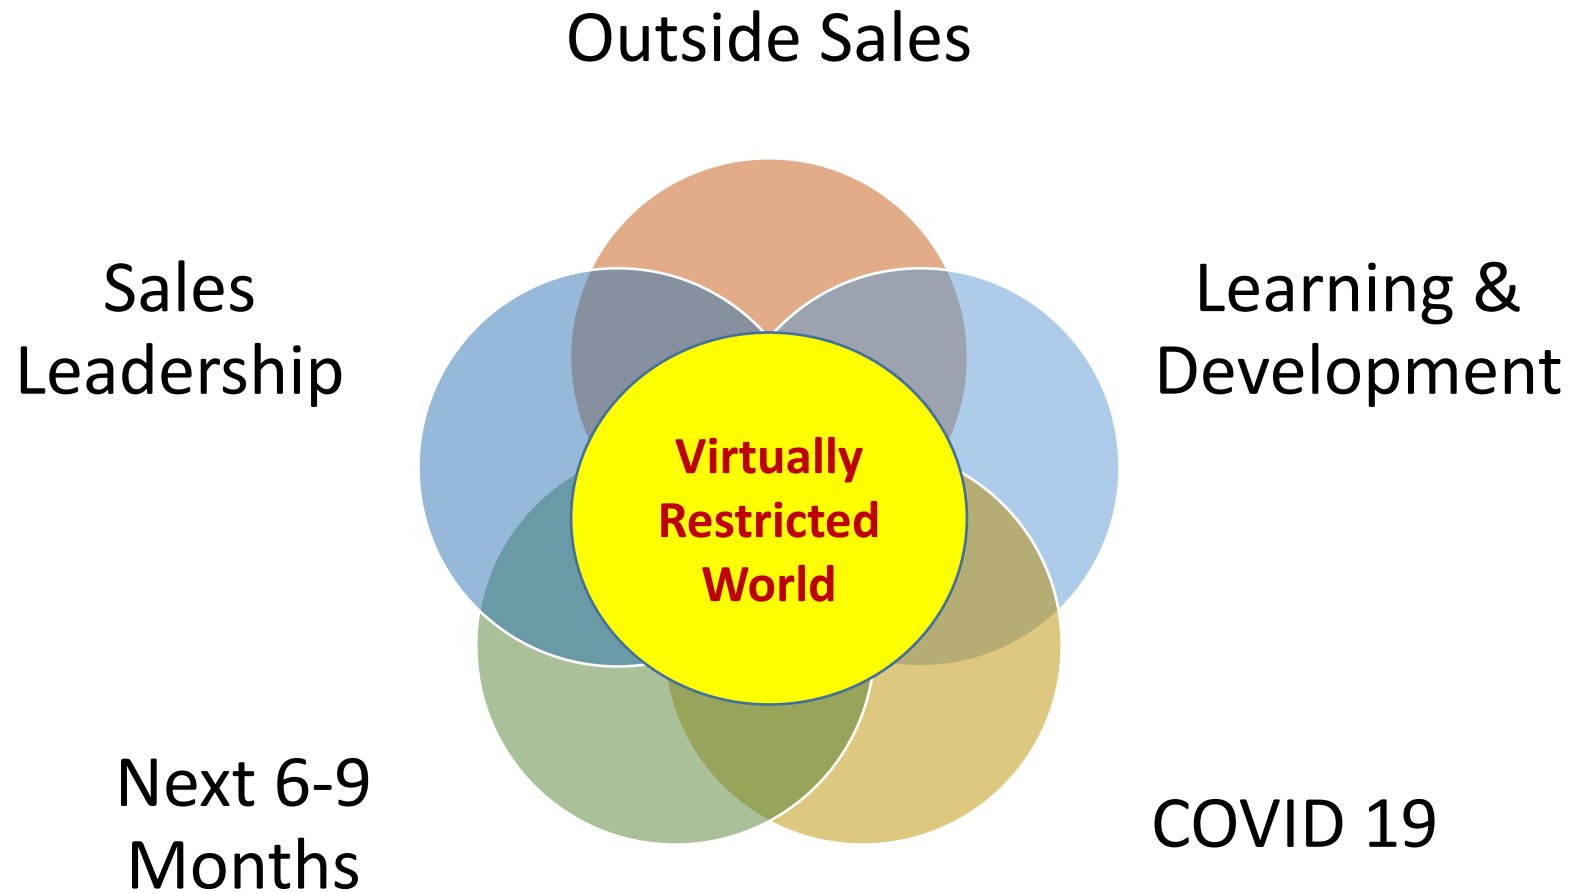 Outside Sales
Sales
Leadership
Learning &
Development
Virtually
Restricted
World
Next 6-9
Months
COVID 19